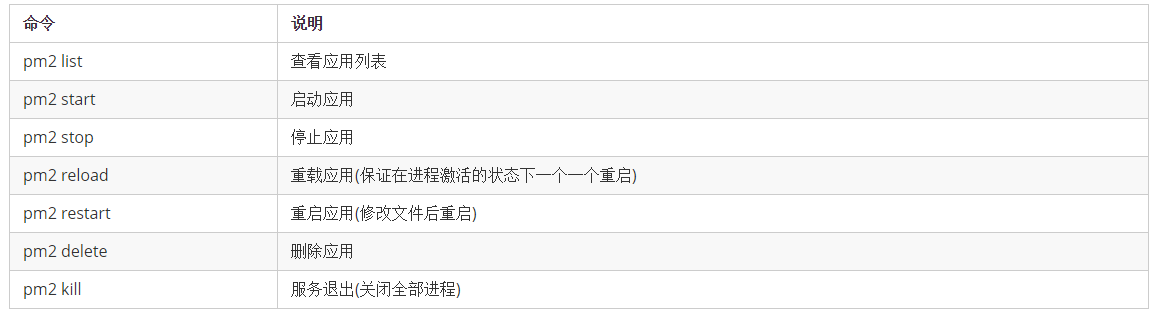 命令 说明
pm2 list 查看应用列表
pm2 start 启动应用
pm2 stop 停止应用
pm2 reload 重载应用(保证在进程激活的状态下一个一个重启)
pm2 restart 重启应用(修改文件后重启)
pm2 delete 删除应用
pm2 kill 服务退出(关闭全部进程)